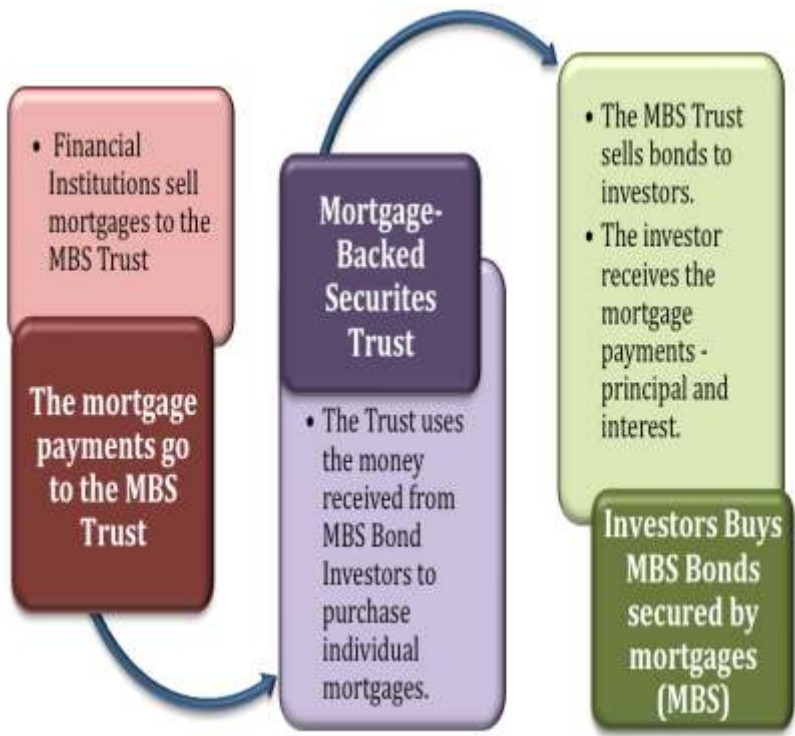 • Financial
Institutions sell
mortgages to the
MBS Trust
The mortgage
payments go
to the MBS
Trust
Mortgage-
Backed
Securites
Trust
• The Trust uses
the money
received from
MBS Bond
Investors to
purchase
individual
mortgages.
• The MBS Trust
sells bonds to
investors.
• The investor
receives the
mortgage
payments -
principal and
interest.
Investors Buys
MBS Bonds
secured by
mortgages
(MBS)